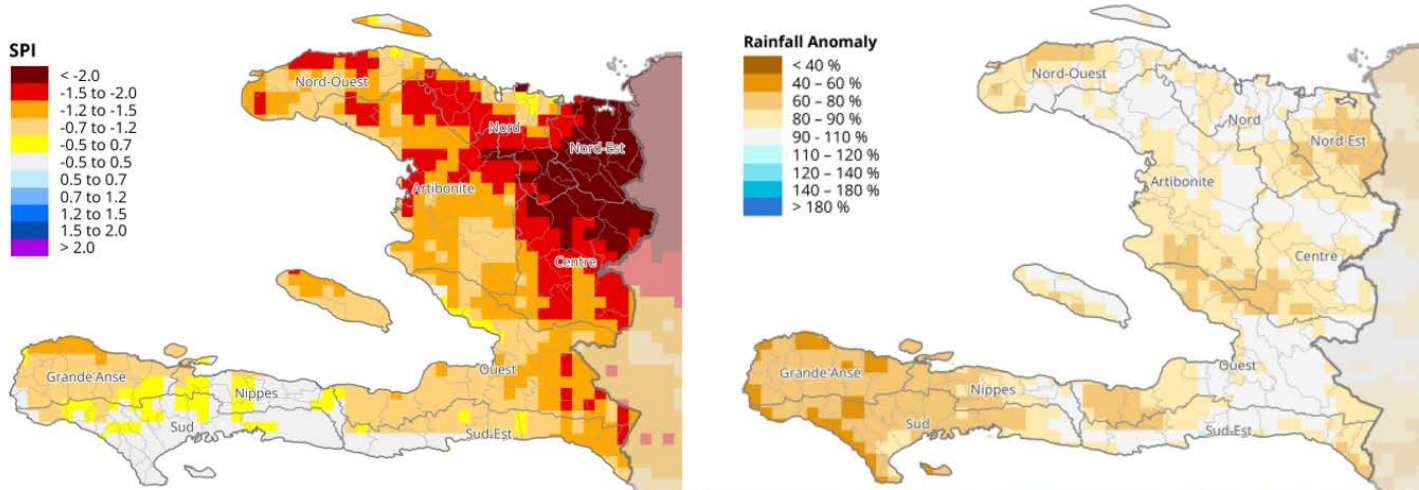 SPI
< -2.0
-1.5 to -2.0
-1.2 to -1.5
-0.7 to -1.2
-0.5 to 0.7
-0.5 to 0.5
0.5 to 0.7
0.7 to 1.2
1.2 to 1.5
1.5 to 2.0
> 2.0
Nord-Ouest
Nord
Nord-Est
Artibonite
Centre
Grande'Anse
Nippes
Ouest
Sud
Sud-Est
Rainfall Anomaly
< 40 %
40 – 60 %
60 – 80 %
80 – 90 %
90 - 110 %
110 – 120 %
120 – 140 %
140 – 180 %
> 180 %
Nord-Ouest
Nord
Nord-Est
Artibonite
Centre
Ouest
Grande'Anse
Nippes
Sud
Sud-Est